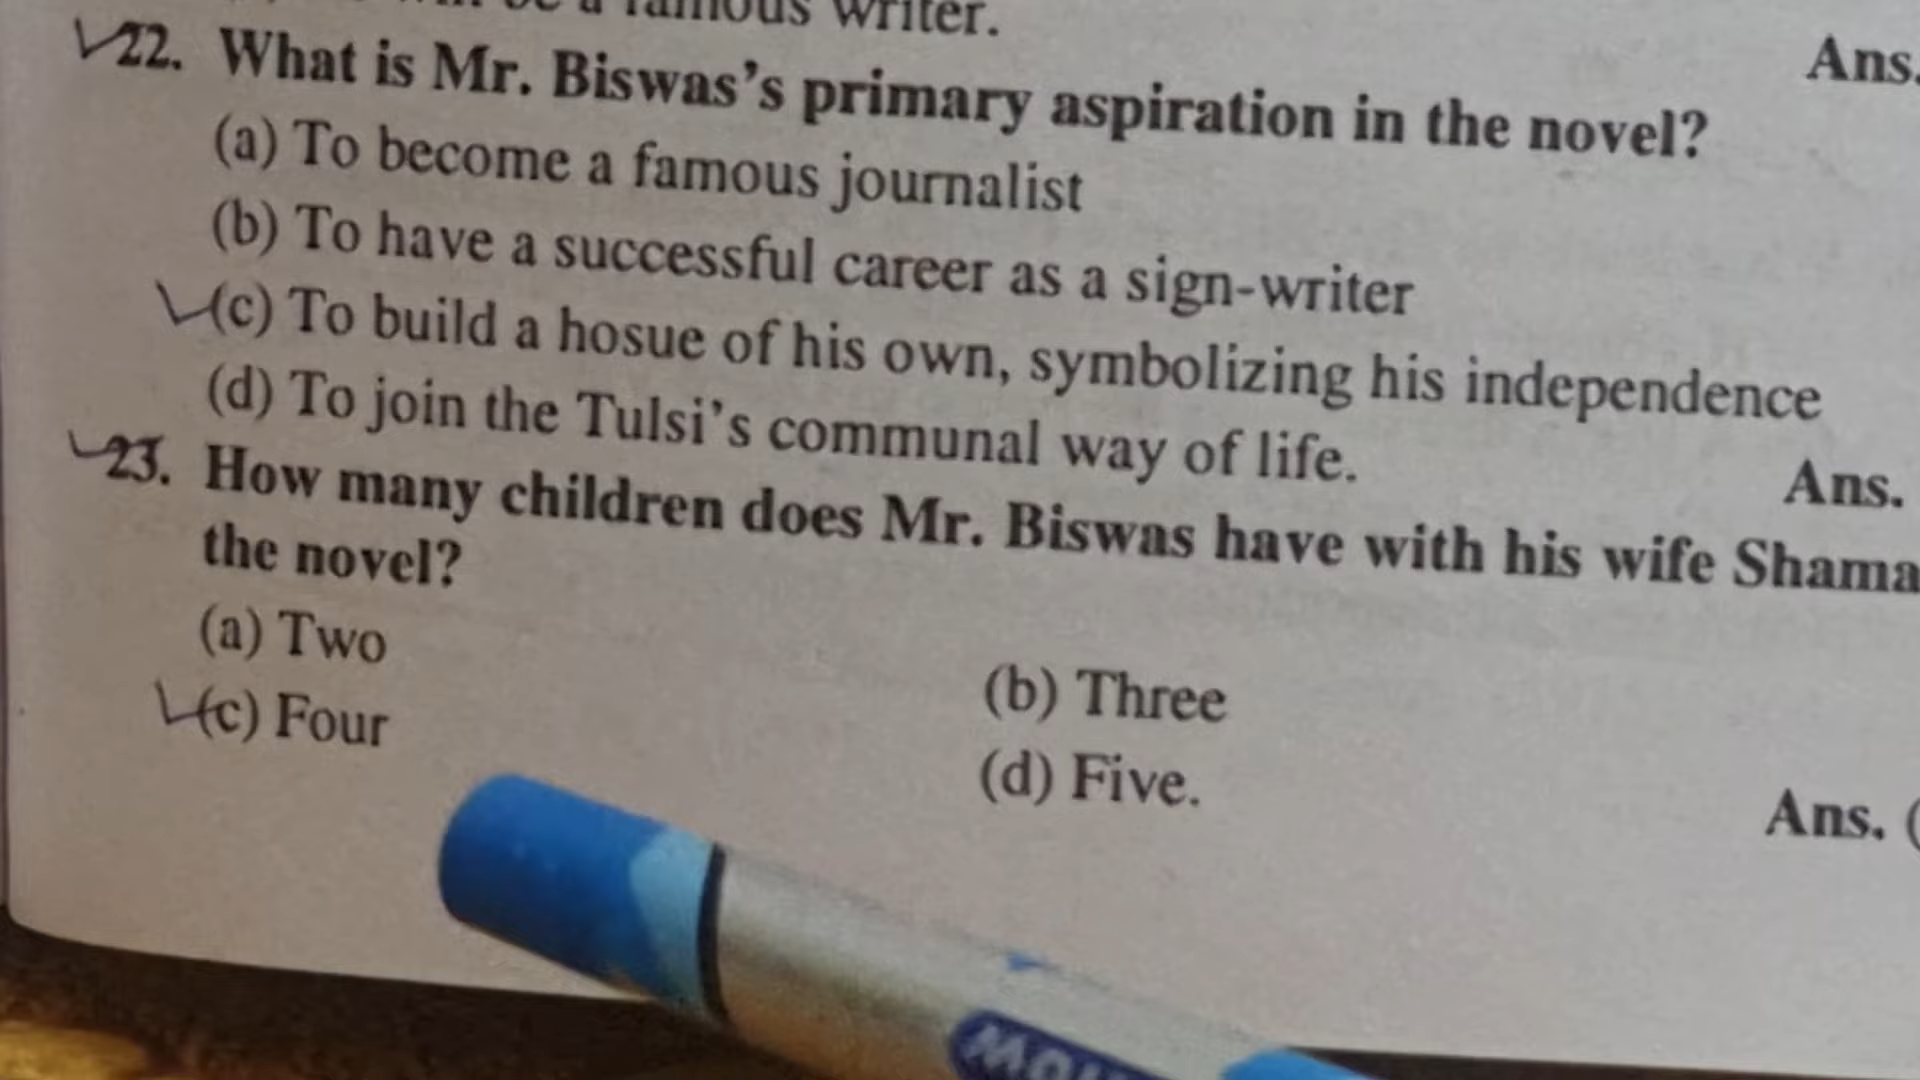 famous writer.
Ans.
22. What is Mr. Biswas's primary aspiration in the novel?
(a) To become a famous journalist
(b) To have a successful career as a sign-writer
(c) To build a hosue of his own, symbolizing his independence
(d) To join the Tulsi's communal way of life.
Ans.
23. How many children does Mr. Biswas have with his wife Shama
the novel?
(a) Two
(b) Three
(c) Four
(d) Five.
Ans. (